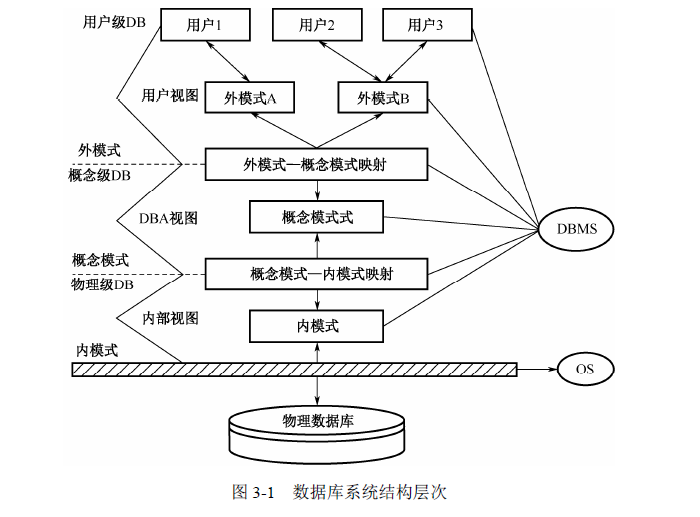 用户级DB
用户1
用户2
用户3
用户视图
外模式A
外模式B
外模式
概念级DB
外模式—概念模式映射
DBA视图
概念模式式
DBMS
概念模式
物理级DB
概念模式—内模式映射
内部视图
内模式
内模式
OS
物理数据库
图 3-1 数据库系统结构层次